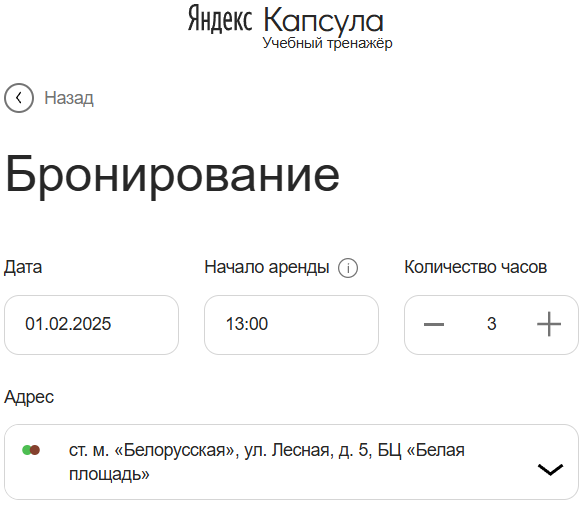 Яндекс Капсула
Учебный тренажёр
Назад
Бронирование
Дата
Начало аренды
Количество часов
01.02.2025
13:00
3
Адрес
ст. м. «Белорусская», ул. Лесная, д. 5, БЦ «Белая
площадь»